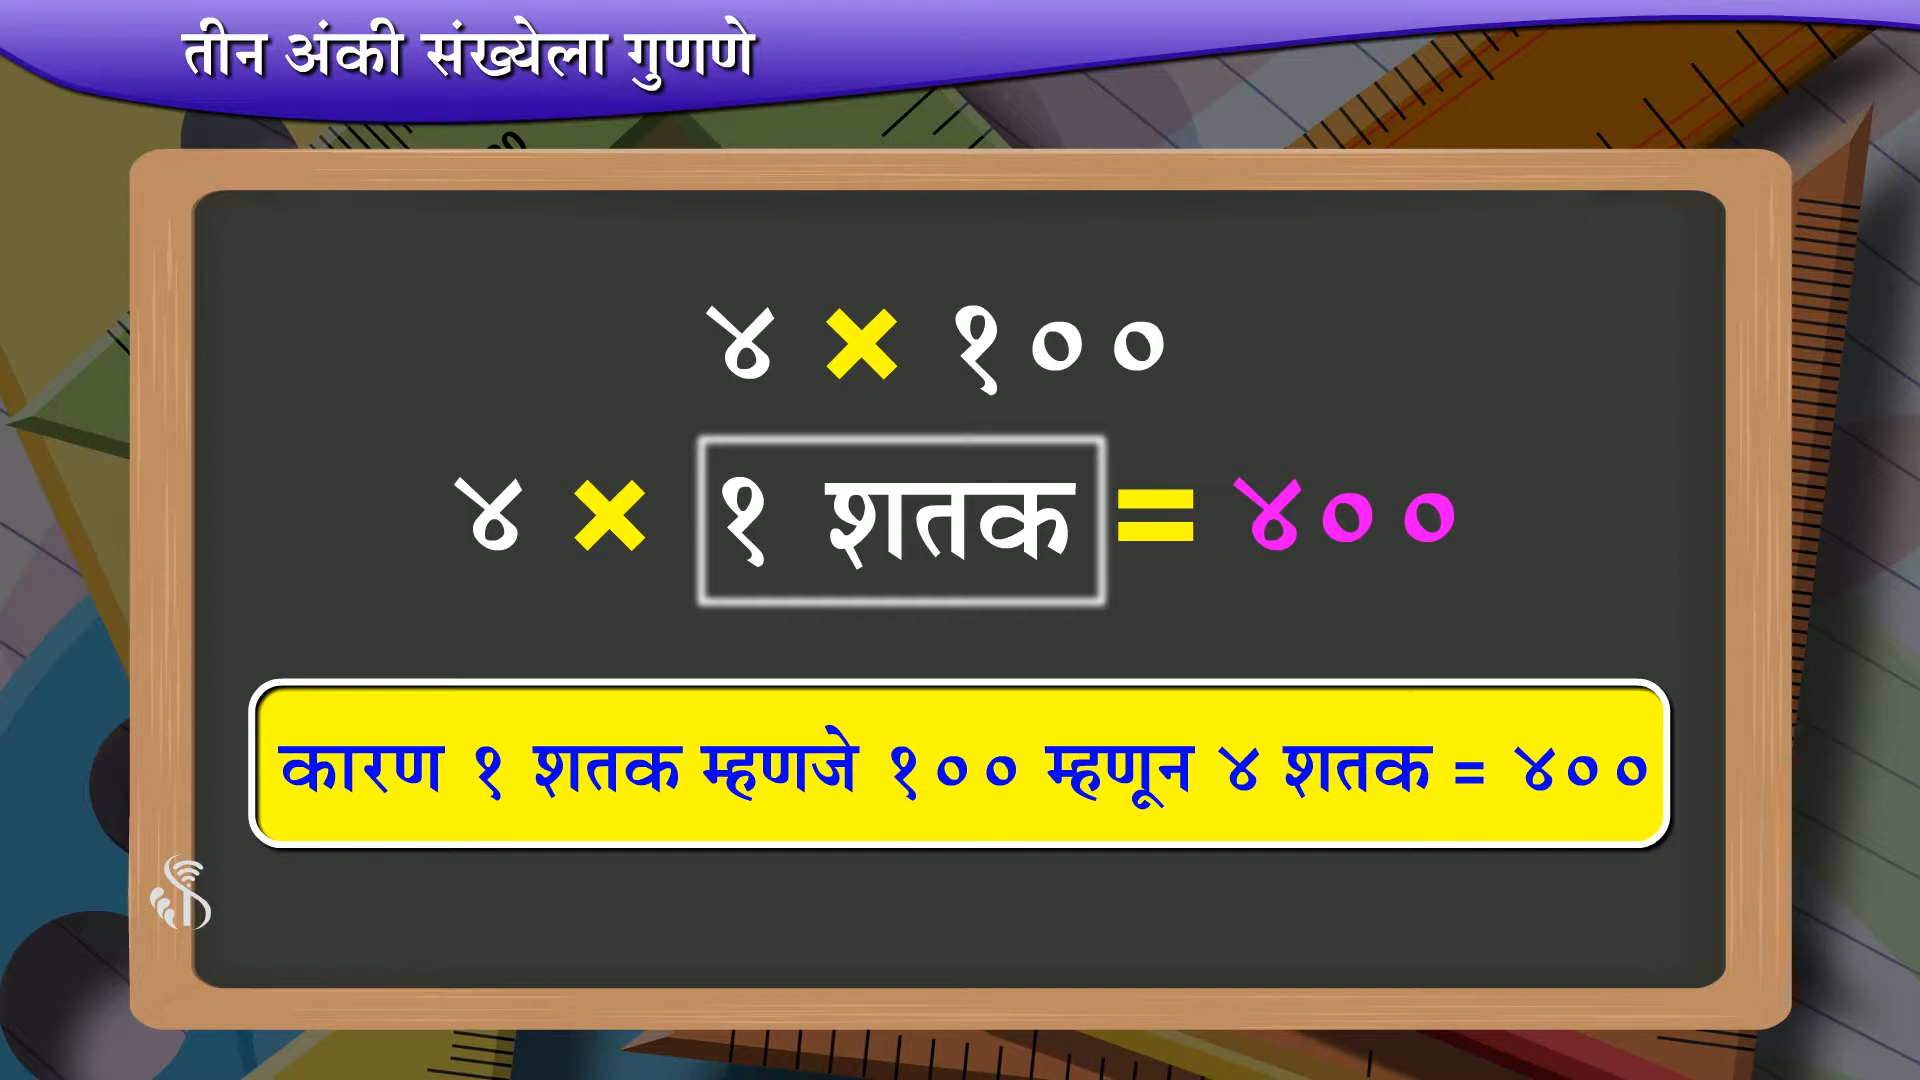 तीन अंकी संख्येला गुणणे
४ × १००
४ × १ शतक = ४००
कारण १ शतक म्हणजे १०० म्हणून ४ शतक = ४००